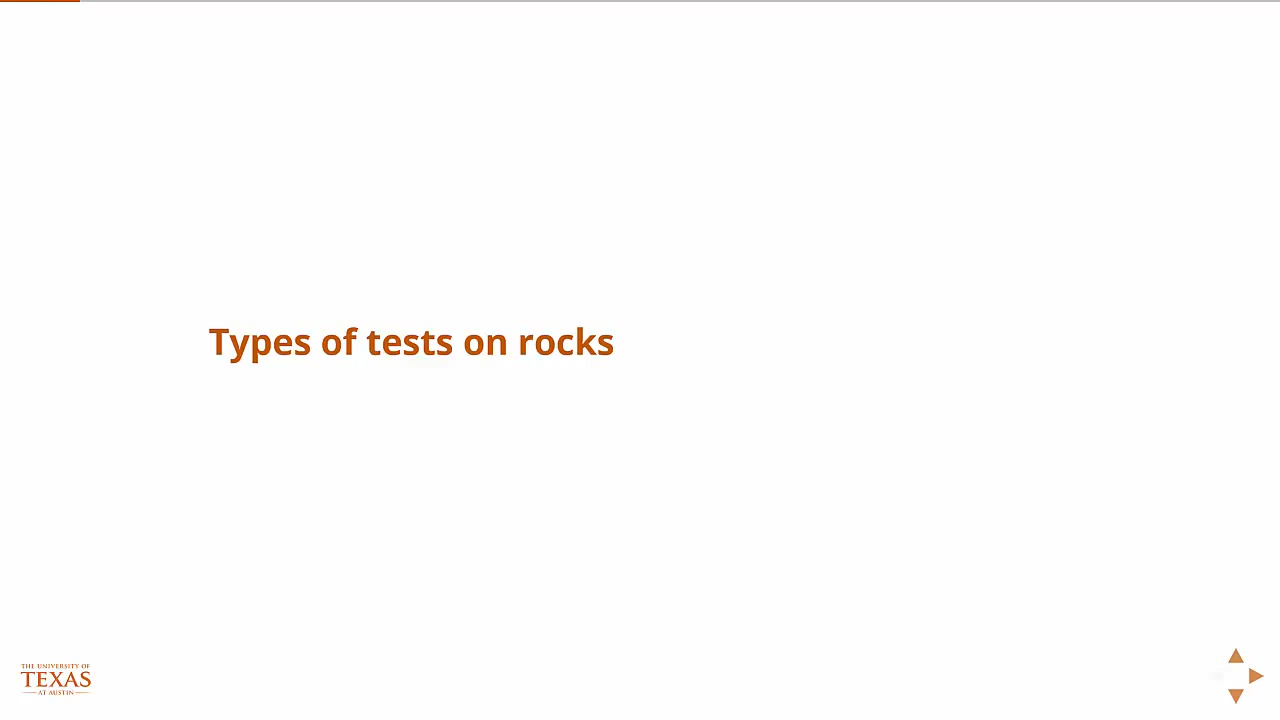 Types of tests on rocks
THE UNIVERSITY OF
TEXAS
AT AUSTIN